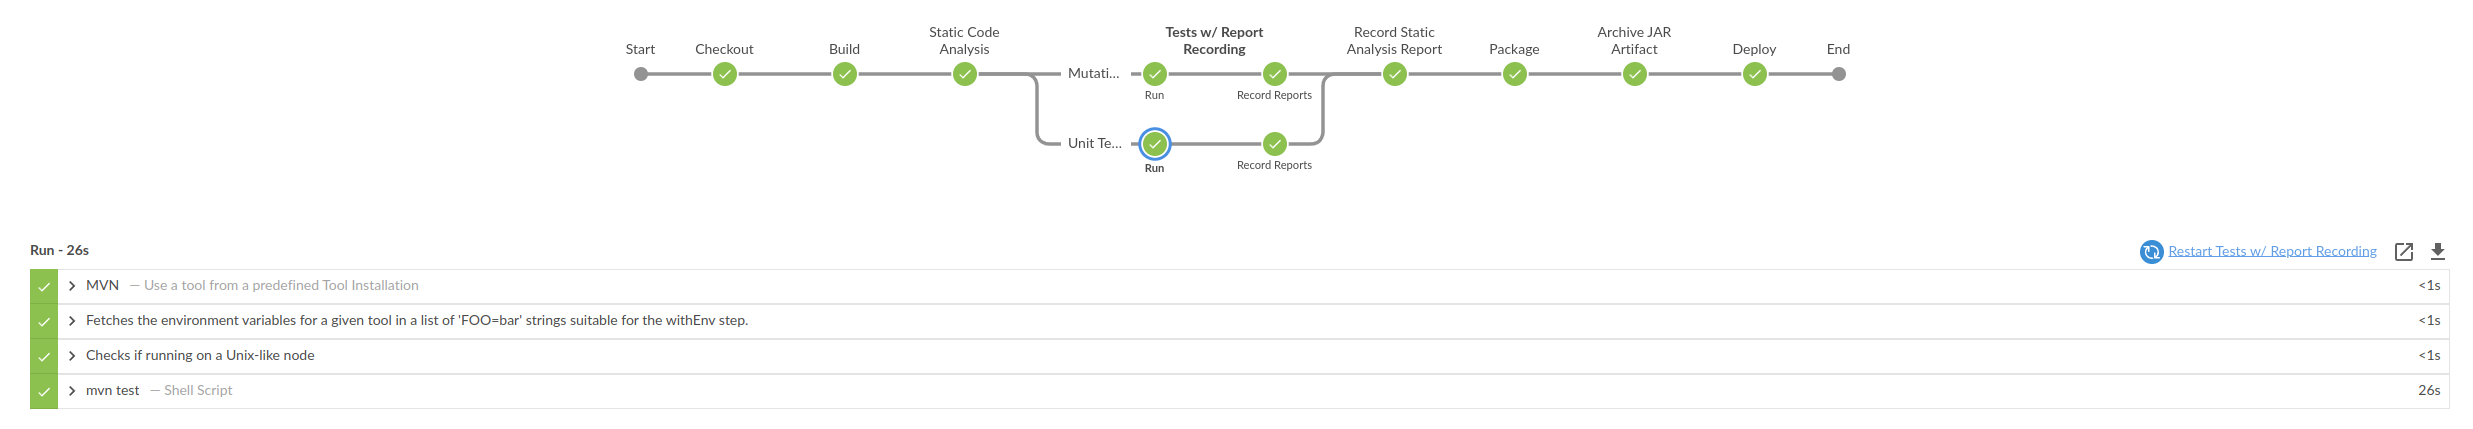 Start
Checkout
Build
Static Code
Analysis
Tests w/ Report
Recording
Record Static
Analysis Report
Package
Archive JAR
Artifact
Deploy
End
Mutati...
Run
Record Reports
Unit Te...
Run
Record Reports
Run - 26s
Restart Tests w/ Report Recording
MVN — Use a tool from a predefined Tool Installation <1s
Fetches the environment variables for a given tool in a list of 'FOO=bar' strings suitable for the withEnv step. <1s
Checks if running on a Unix-like node <1s
mvn test — Shell Script 26s